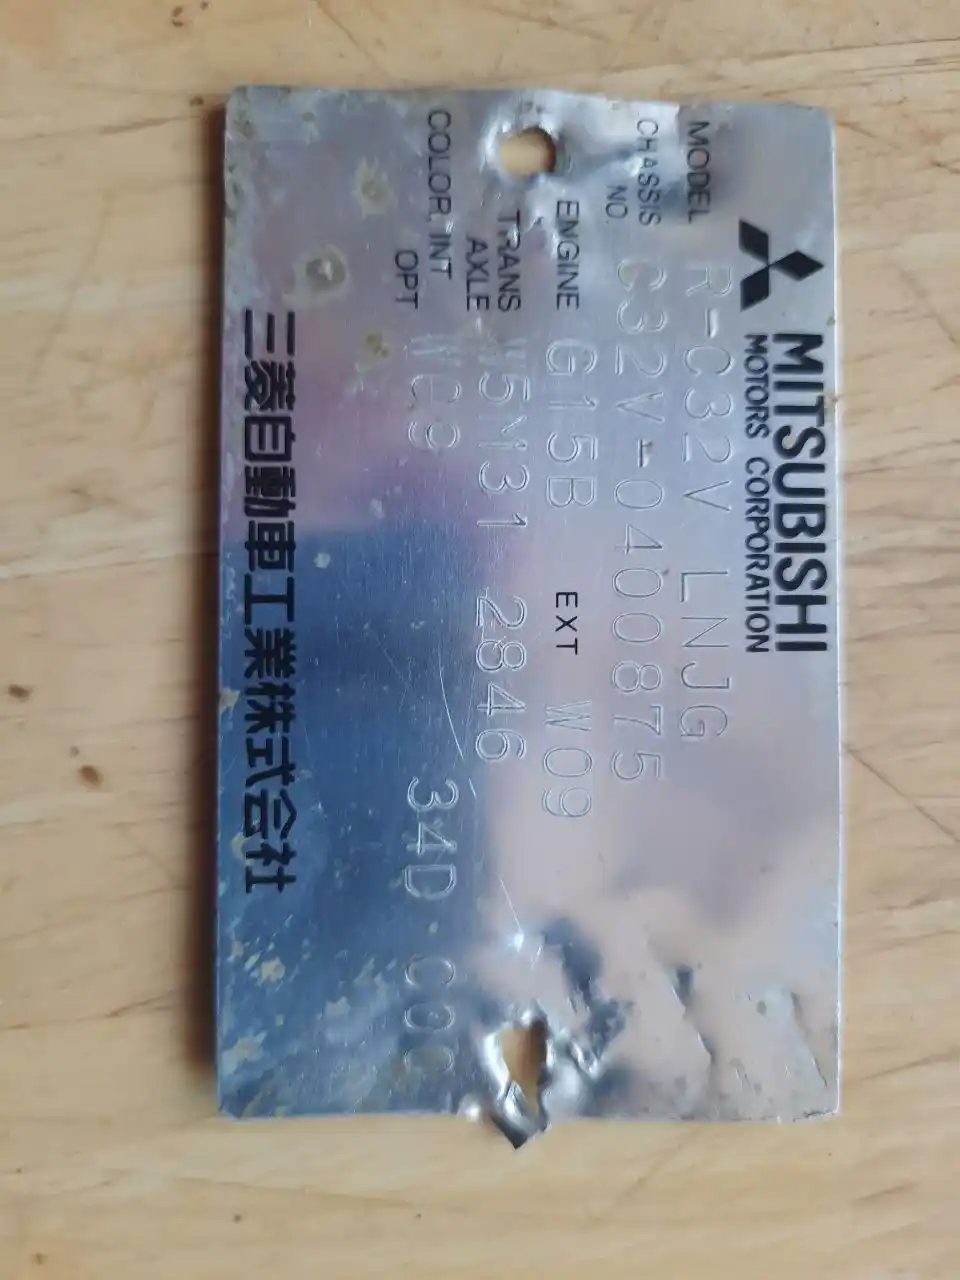 MITSUBISHI
MOTORS CORPORATION
MODEL R-C32V LNJG
CHASSIS NO. C32V-0400875
ENGINE G15B EXT W09
TRANS AXLE W5M31 2846
COLOR, INT OPT 34D
三菱自動車工業株式会社